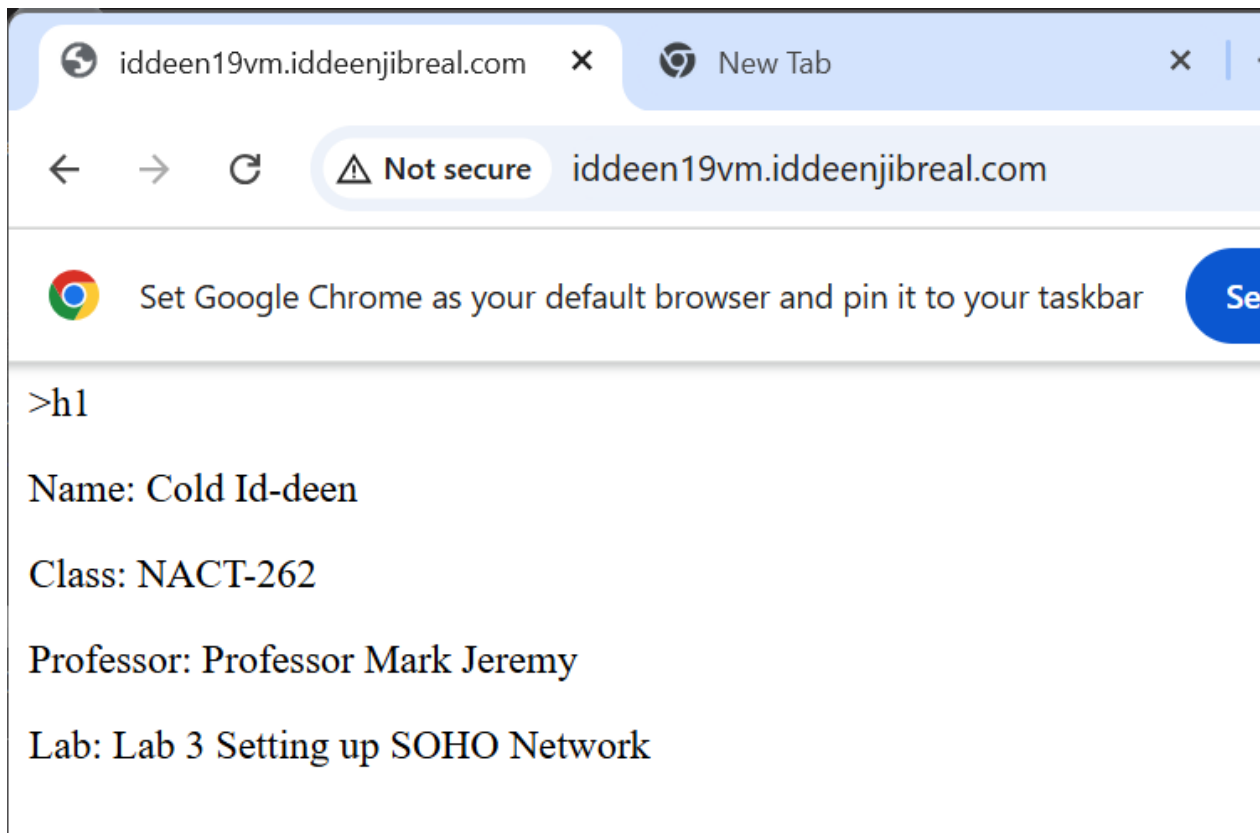 iddeen19vm.iddeenjibreal.com New Tab
Not secure iddeen19vm.iddeenjibreal.com
Set Google Chrome as your default browser and pin it to your taskbar Se
>h1
Name: Cold Id-deen
Class: NACT-262
Professor: Professor Mark Jeremy
Lab: Lab 3 Setting up SOHO Network